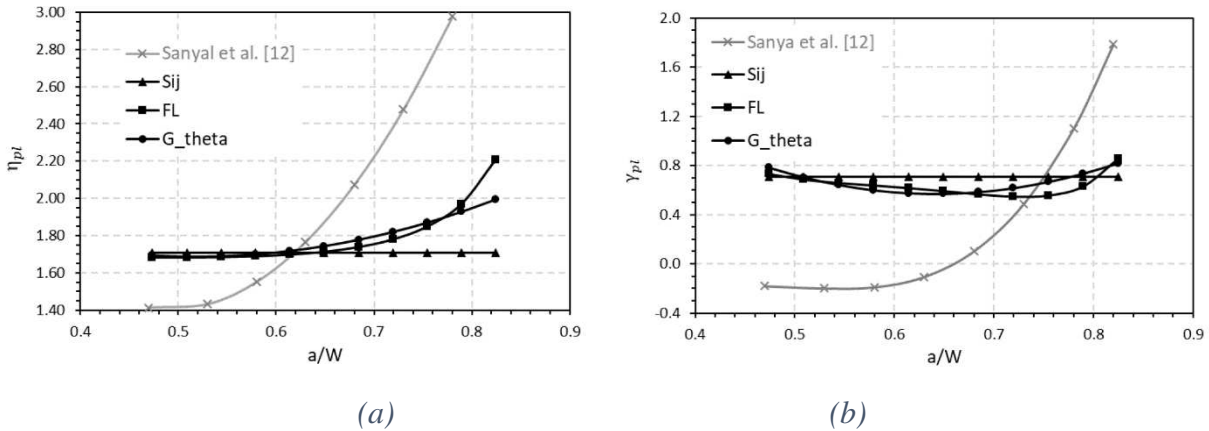 3.00
2.80
2.60
2.40
2.20
2.00
1.80
1.60
1.40
η_pl
Sanyal et al. [12]
Sij
FL
G_theta
0.4 0.5 0.6 0.7 0.8 0.9
a/W
(a)
2.0
1.6
1.2
0.8
0.4
0.0
-0.4
γ_pl
Sanya et al. [12]
Sij
FL
G_theta
0.4 0.5 0.6 0.7 0.8 0.9
a/W
(b)